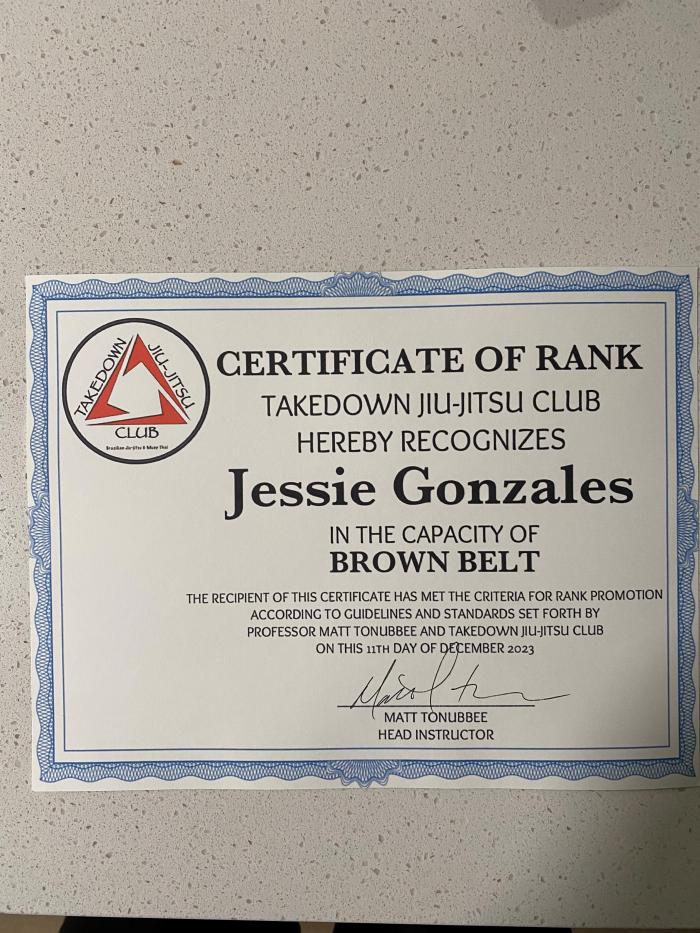 TAKEDOWN JIU-JITSU
CLUB
Brazilian Jiu-Jitsu & Muay Thai
CERTIFICATE OF RANK
TAKEDOWN JIU-JITSU CLUB
HEREBY RECOGNIZES
Jessie Gonzales
IN THE CAPACITY OF
BROWN BELT
THE RECIPIENT OF THIS CERTIFICATE HAS MET THE CRITERIA FOR RANK PROMOTION
ACCORDING TO GUIDELINES AND STANDARDS SET FORTH BY
PROFESSOR MATT TONUBBEE AND TAKEDOWN JIU-JITSU CLUB
ON THIS 11TH DAY OF DECEMBER 2023
MATT TONUBBEE
HEAD INSTRUCTOR